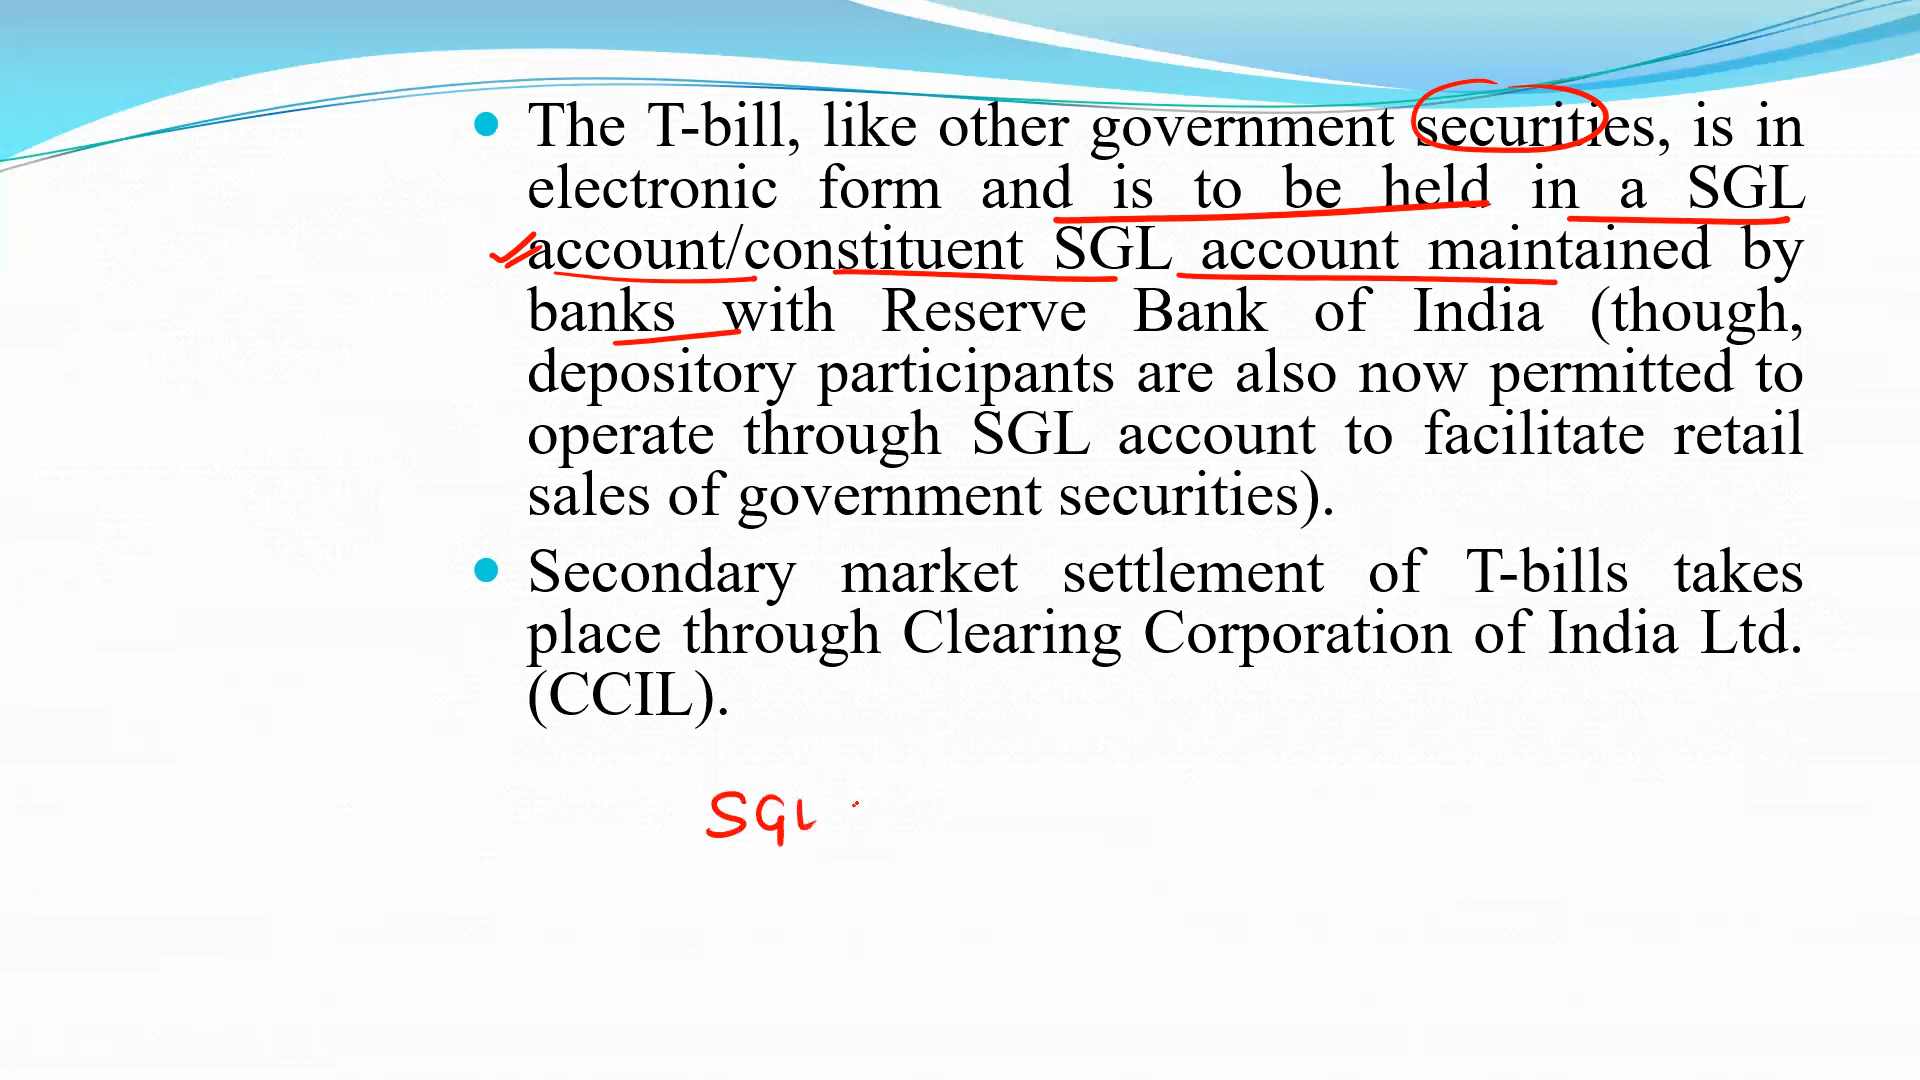 The T-bill, like other government securities, is in
electronic form and is to be held in a SGL
account/constituent SGL account maintained by
banks with Reserve Bank of India (though,
depository participants are also now permitted to
operate through SGL account to facilitate retail
sales of government securities).
Secondary market settlement of T-bills takes
place through Clearing Corporation of India Ltd.
(CCIL).
SGL